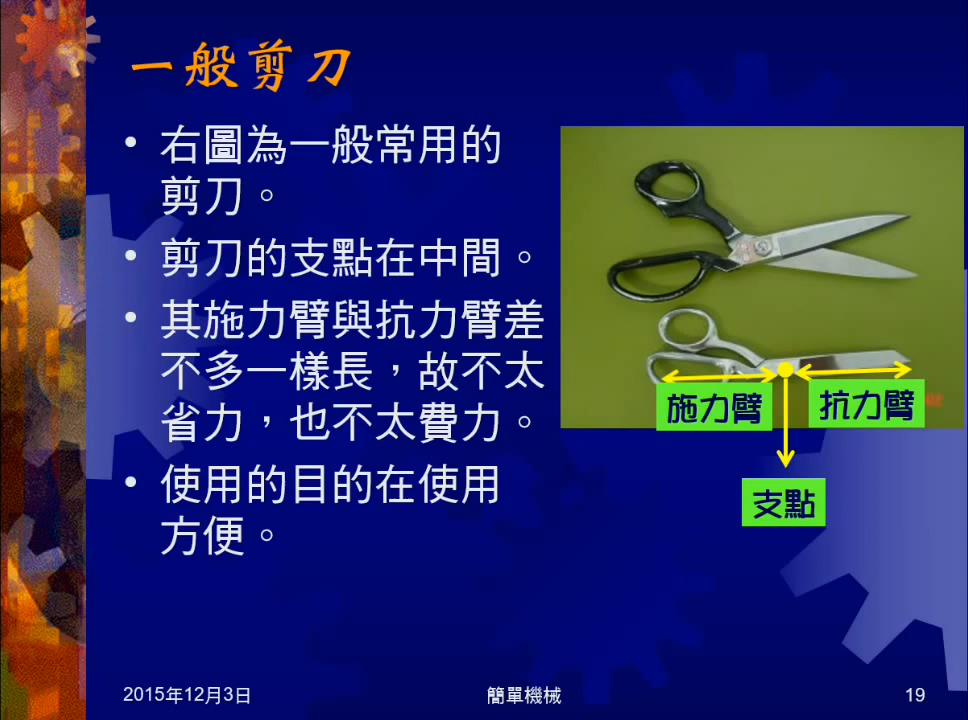 一般剪刀
• 右圖為一般常用的
剪刀。
• 剪刀的支點在中間。
• 其施力臂與抗力臂差
不多一樣長，故不太
省力，也不太費力。
• 使用的目的在使用
方便。
施力臂
抗力臂
支點
2015年12月3日
簡單機械
19